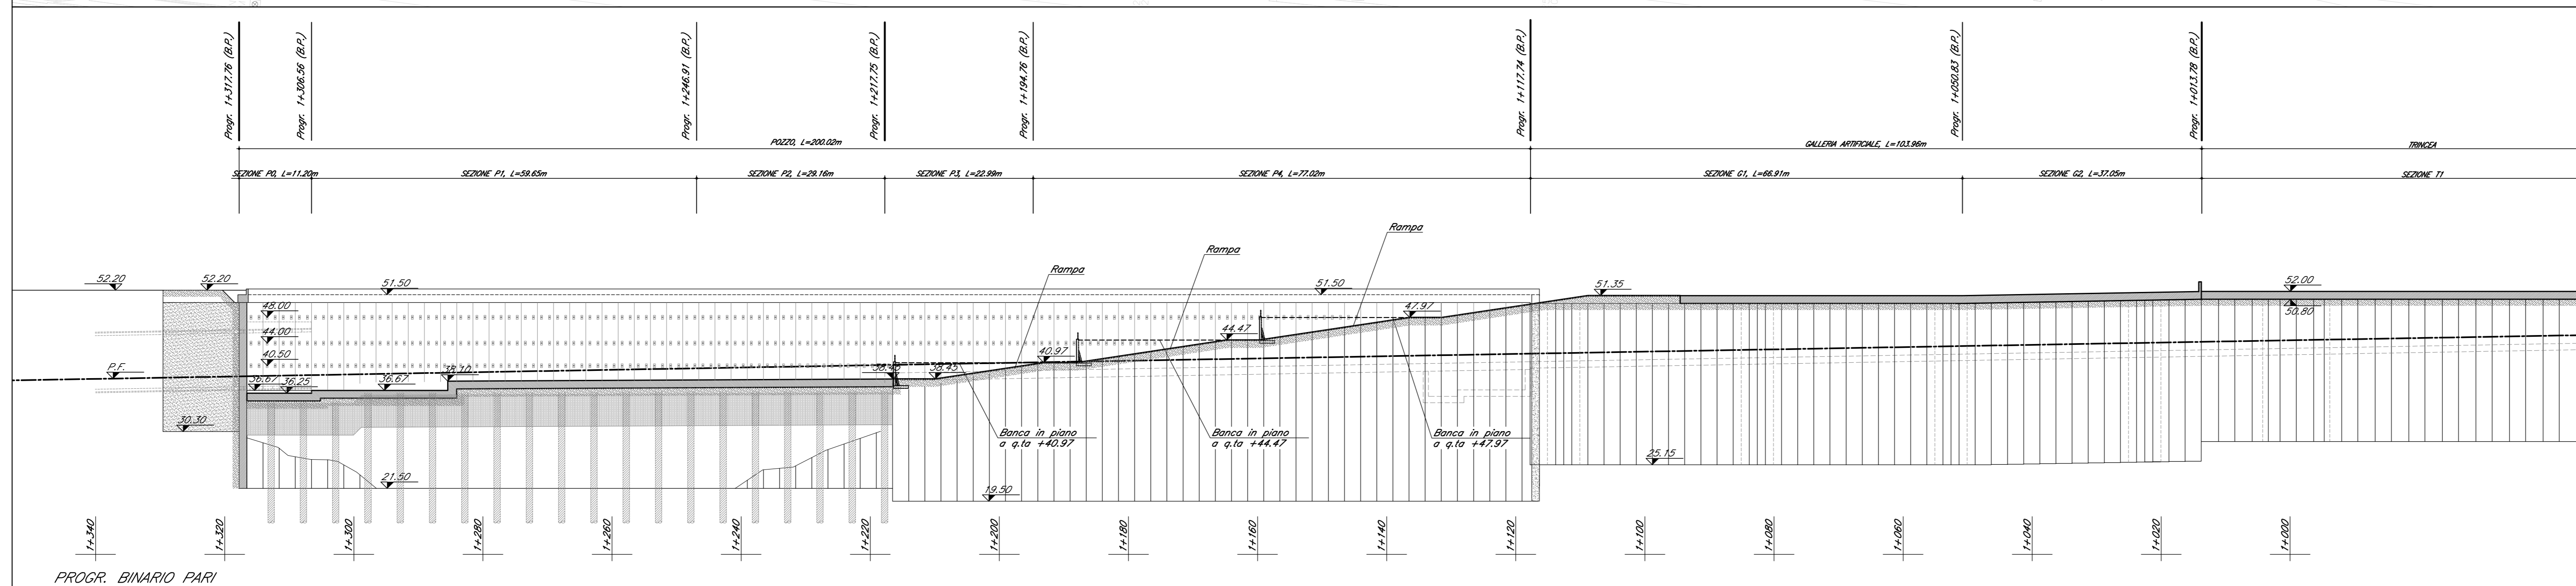 Progr. 1+317.76 (B.P.)
Progr. 1+306.56 (B.P.)
Progr. 1+246.91 (B.P.)
Progr. 1+217.75 (B.P.)
Progr. 1+194.76 (B.P.)
Progr. 1+117.74 (B.P.)
Progr. 1+050.83 (B.P.)
Progr. 1+013.78 (B.P.)
POZZO, L=200.02m
GALLERIA ARTIFICIALE, L=103.96m
TRINCEA
SEZIONE P0, L=11.20m
SEZIONE P1, L=59.65m
SEZIONE P2, L=29.16m
SEZIONE P3, L=22.99m
SEZIONE P4, L=77.02m
SEZIONE G1, L=66.91m
SEZIONE G2, L=37.05m
SEZIONE T1
Rampa
Rampa
Rampa
52.20
52.20
51.50
51.50
51.35
52.00
48.00
47.97
50.80
44.00
44.47
40.50
40.97
P.F.
36.67
36.25
36.67
38.10
38.45
38.45
30.30
Banca in piano
a q.ta +40.97
Banca in piano
a q.ta +44.47
Banca in piano
a q.ta +47.97
25.15
21.50
19.50
1+340
1+320
1+300
1+280
1+260
1+240
1+220
1+200
1+180
1+160
1+140
1+120
1+100
1+080
1+060
1+040
1+020
1+000
PROGR. BINARIO PARI